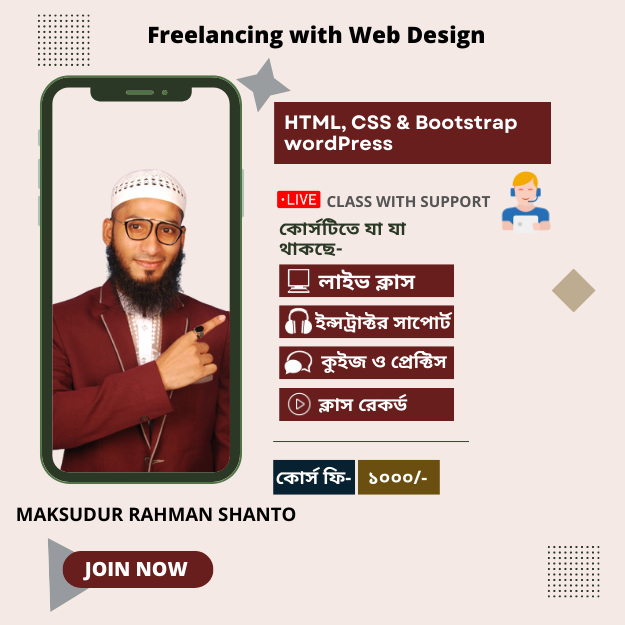 Freelancing with Web Design
HTML, CSS & Bootstrap
wordPress
LIVE CLASS WITH SUPPORT
কোর্সটিতে যা যা
থাকছে-
লাইভ ক্লাস
ইন্সট্রাক্টর সাপোর্ট
কুইজ ও প্রেক্টিস
ক্লাস রেকর্ড
কোর্স ফি- ১০০০/-
MAKSUDUR RAHMAN SHANTO
JOIN NOW